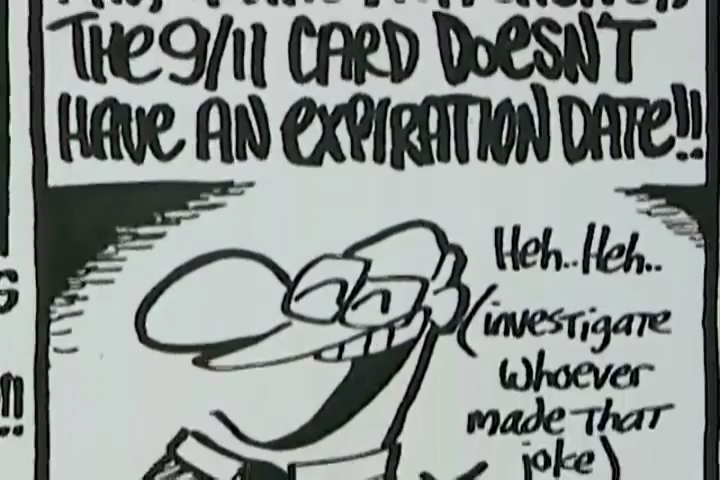 THE 9/11 CARD DOESN'T
HAVE AN EXPIRATION DATE!!
Heh..Heh..
(investigate
whoever
made that
joke)